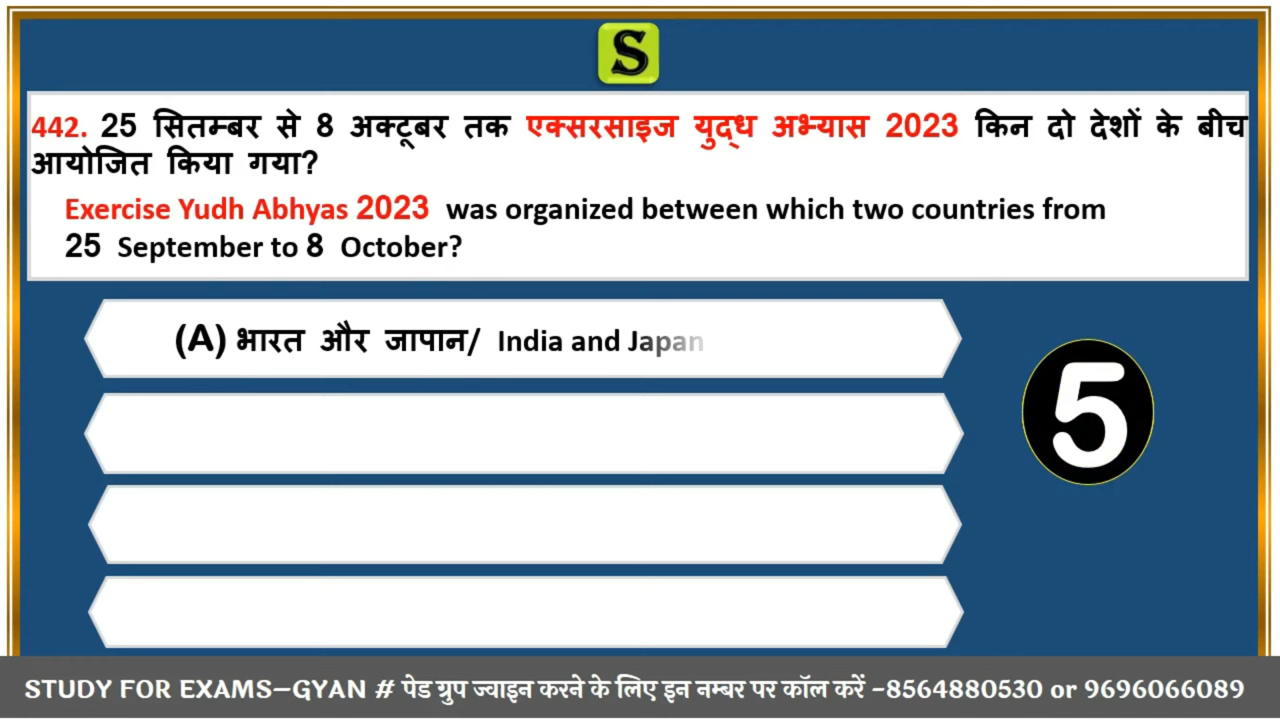 S
442. 25 सितम्बर से 8 अक्टूबर तक एक्सरसाइज युद्ध अभ्यास 2023 किन दो देशों के बीच
आयोजित किया गया?
Exercise Yudh Abhyas 2023 was organized between which two countries from
25 September to 8 October?
(A) भारत और जापान/ India and Japan
5
STUDY FOR EXAMS–GYAN # पेड ग्रुप ज्वाइन करने के लिए इन नम्बर पर कॉल करें –8564880530 or 9696066089